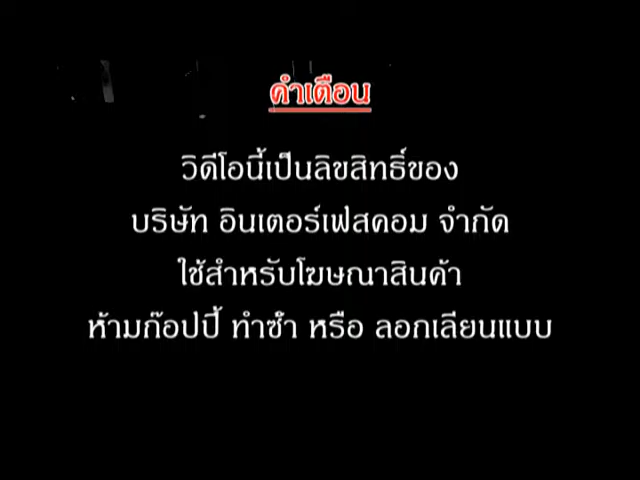 คำเตือน
วิดีโอนี้เป็นลิขสิทธิ์ของ
บริษัท อินเตอร์เฟสคอม จำกัด
ใช้สำหรับโฆษณาสินค้า
ห้ามก๊อปปี้ ทำซ้ำ หรือ ลอกเลียนแบบ